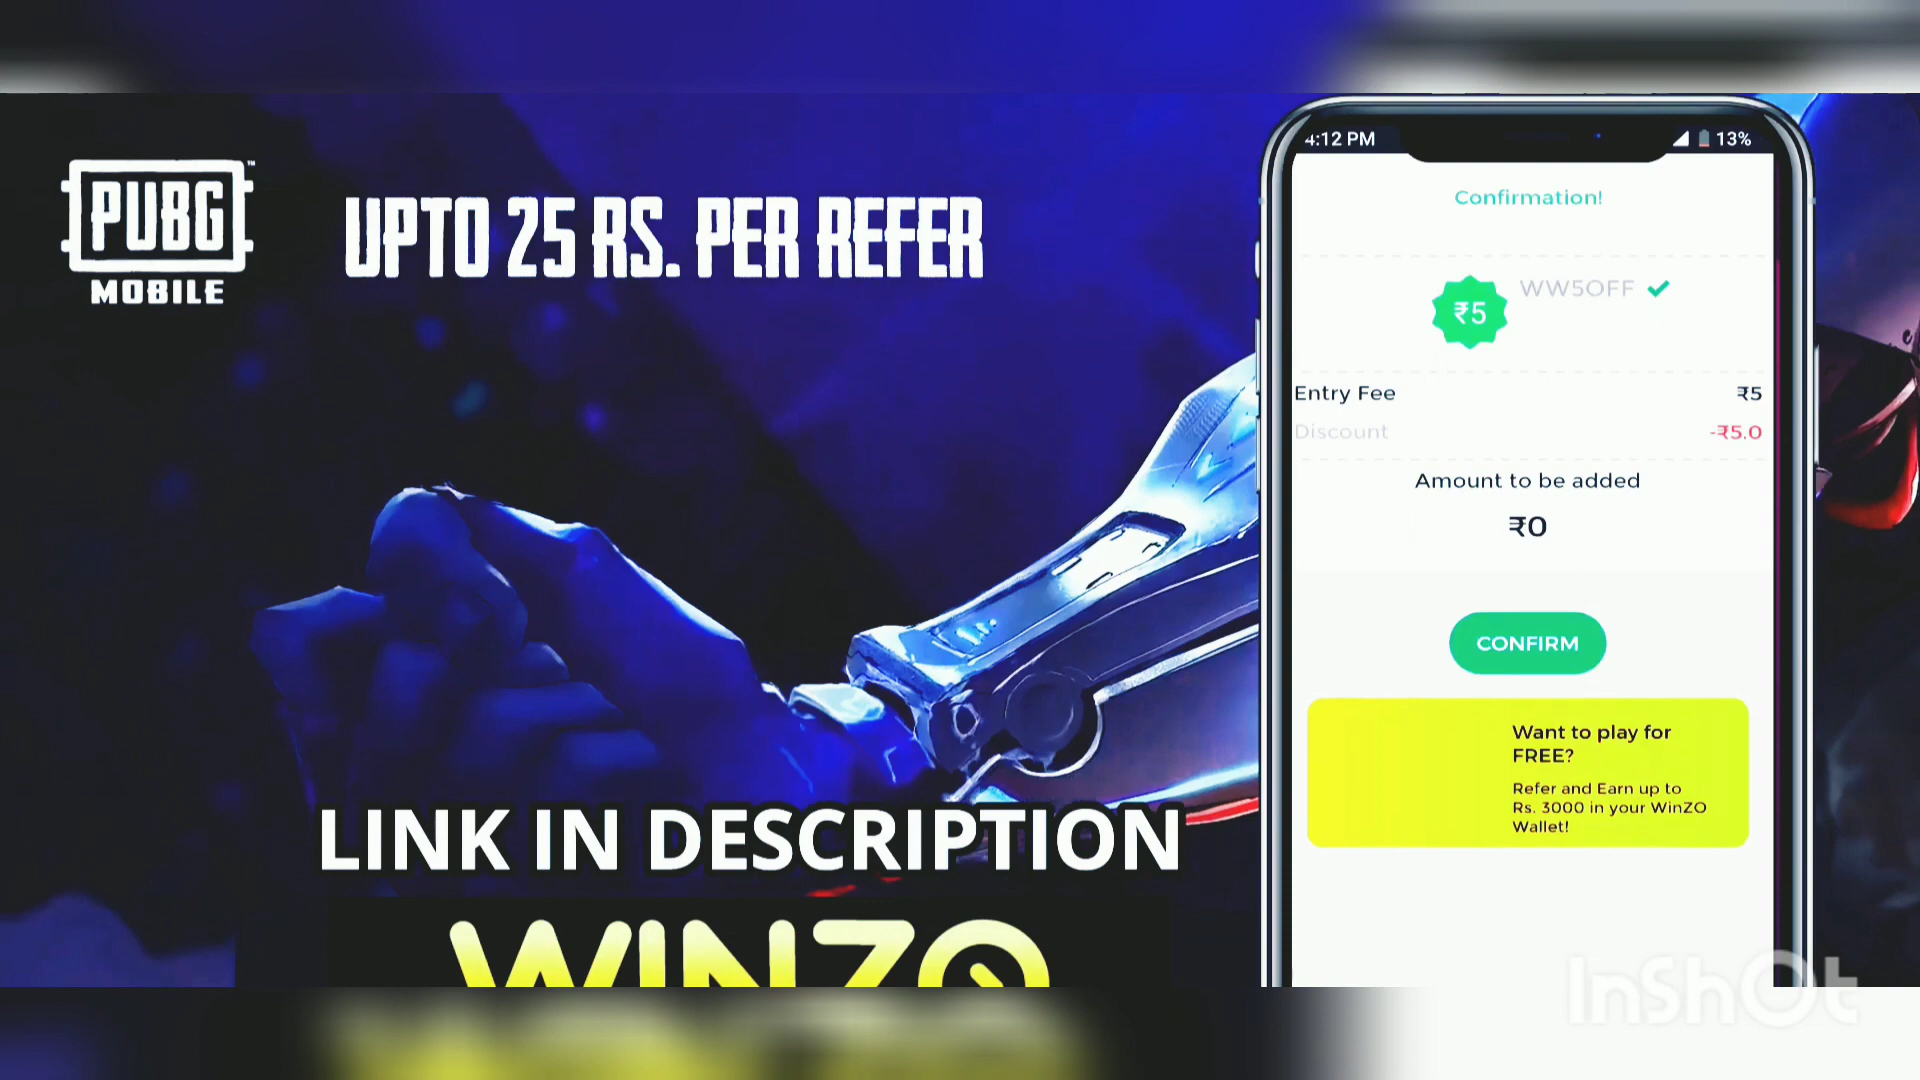 PUBG
MOBILE
UPTO 25 RS. PER REFER
4:12 PM
13%
Confirmation!
₹5
WW5OFF
Entry Fee
₹5
Discount
-₹5.0
Amount to be added
₹0
CONFIRM
Want to play for
FREE?
Refer and Earn up to
Rs. 3000 in your WinZO
Wallet!
LINK IN DESCRIPTION
WINZO
InShOt